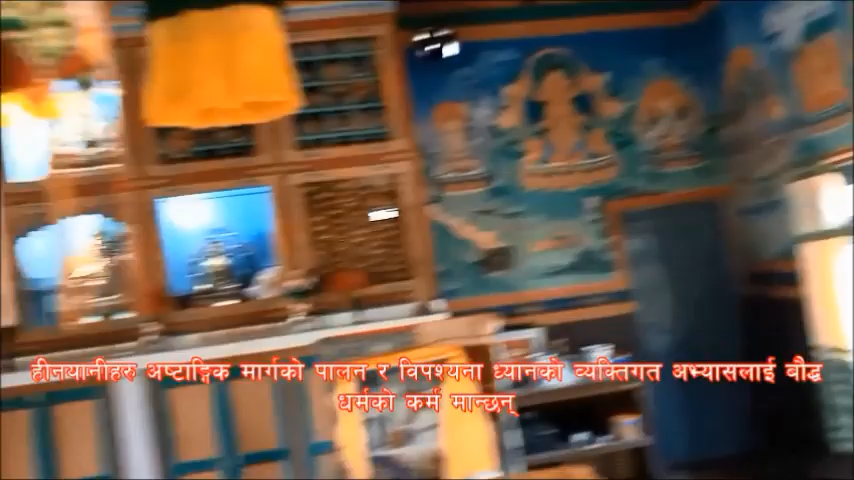 हीनयानीहरु अष्टाङ्गिक मार्गको पालन र विपश्यना ध्यानको व्यक्तिगत अभ्यासलाई बौद्ध
धर्मको कर्म मान्छन्